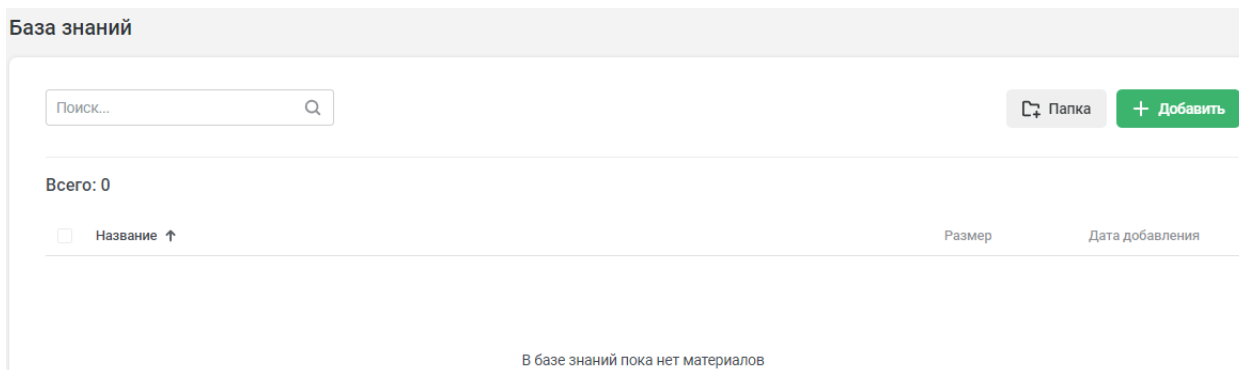 База знаний
Поиск...
Папка
Добавить
Всего: 0
Название
Размер
Дата добавления
В базе знаний пока нет материалов